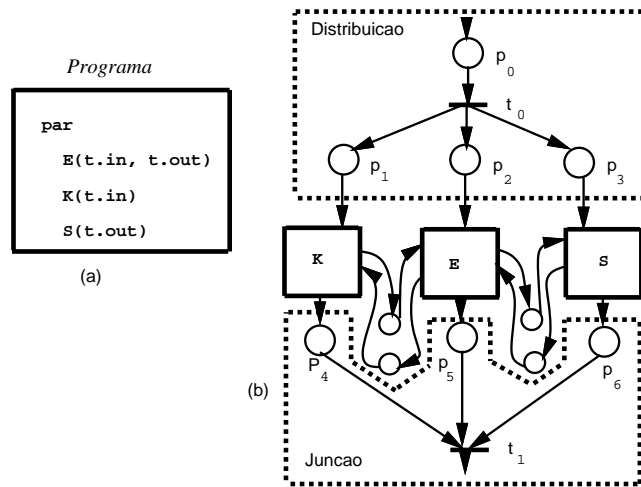 Programa
par
E(t.in, t.out)
K(t.in)
S(t.out)
(a)
Distribuicao
p0
t0
p1
p2
p3
K
E
S
P4
p5
p6
(b)
t1
Juncao